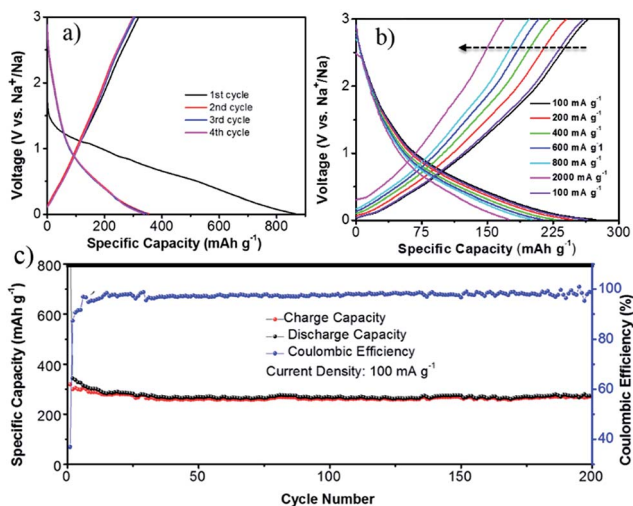 a)
Voltage (V vs. Na+/Na)
3
2
1
0
1st cycle
2nd cycle
3rd cycle
4th cycle
0 200 400 600 800
Specific Capacity (mAh g-1)
b)
Voltage (V vs. Na+/Na)
3
2
1
0
100 mA g-1
200 mA g-1
400 mA g-1
600 mA g-1
800 mA g-1
2000 mA g-1
100 mA g-1
0 75 150 225 300
Specific Capacity (mAh g-1)
c)
Specific Capacity (mAh g-1)
800
600
400
200
0
Charge Capacity
Discharge Capacity
Coulombic Efficiency
Current Density: 100 mA g-1
100
80
60
40
Coulombic Efficiency (%)
0 50 100 150 200
Cycle Number